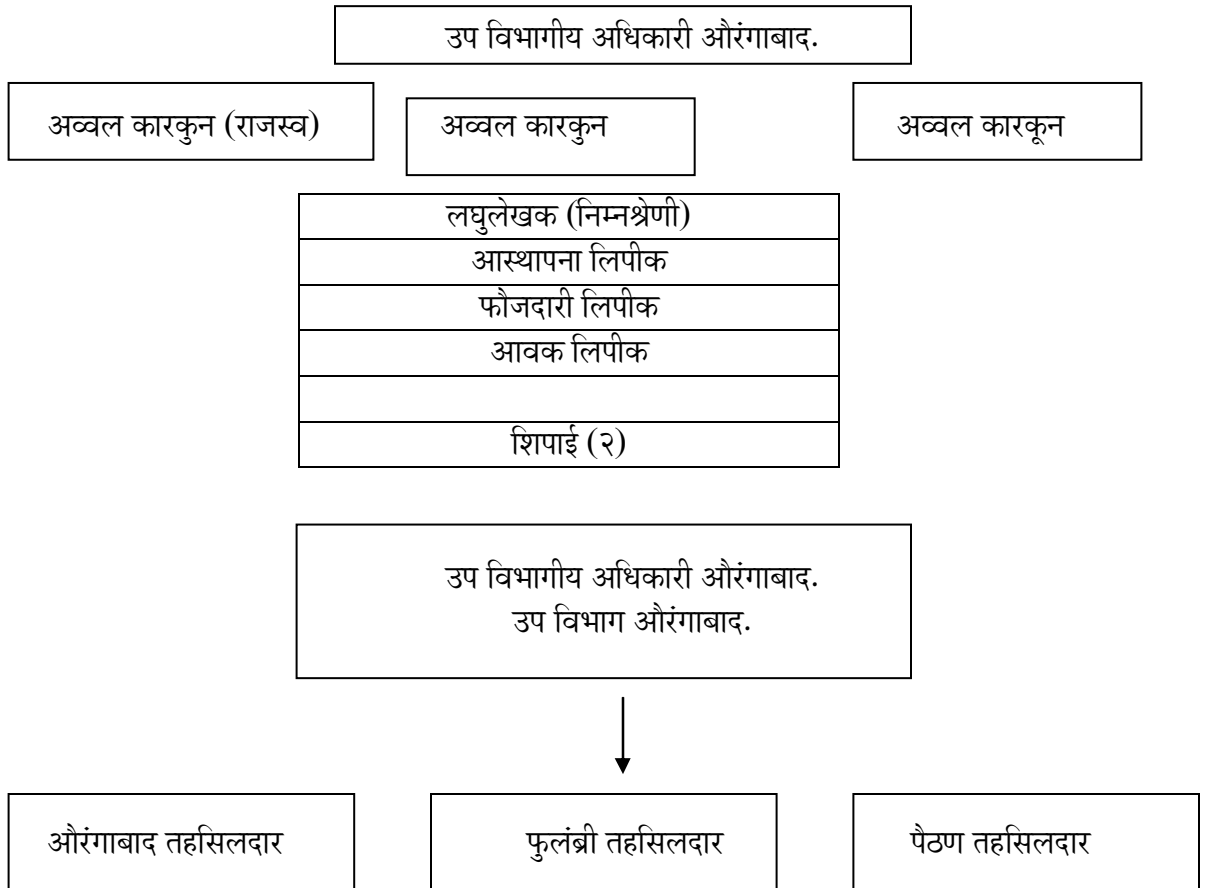 उप विभागीय अधिकारी औरंगाबाद.
अव्वल कारकुन (राजस्व)
अव्वल कारकुन
अव्वल कारकून
लघुलेखक (निम्नश्रेणी)
आस्थापना लिपीक
फौजदारी लिपीक
आवक लिपीक
शिपाई (२)
उप विभागीय अधिकारी औरंगाबाद.
उप विभाग औरंगाबाद.
औरंगाबाद तहसिलदार
फुलंब्री तहसिलदार
पैठण तहसिलदार